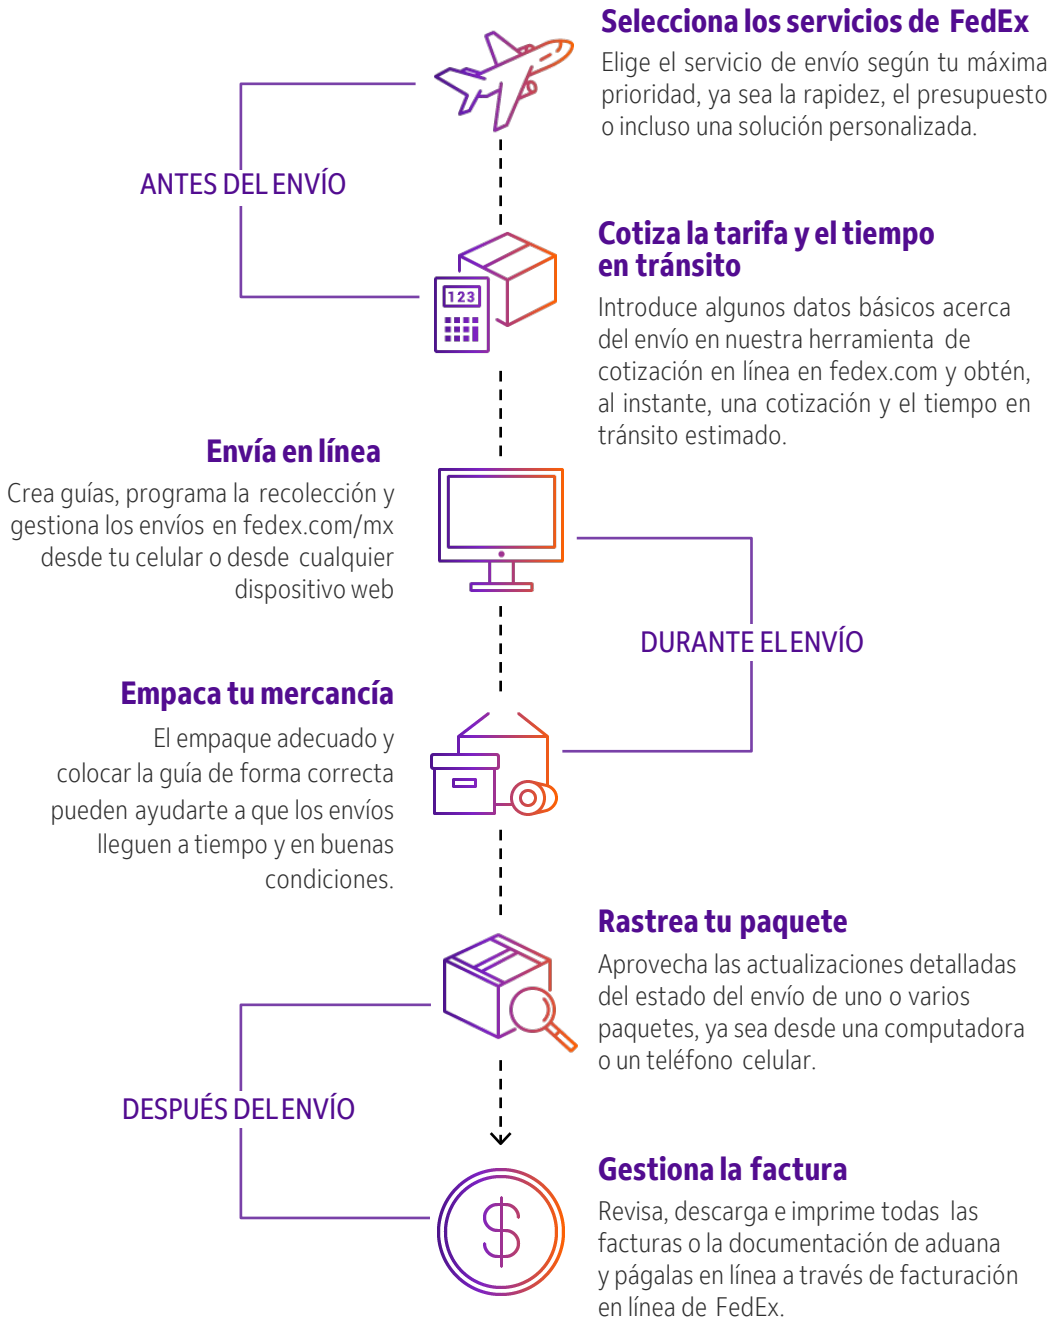 Selecciona los servicios de FedEx
Elige el servicio de envío según tu máxima
prioridad, ya sea la rapidez, el presupuesto
o incluso una solución personalizada.
ANTES DEL ENVÍO
Cotiza la tarifa y el tiempo
en tránsito
123
Introduce algunos datos básicos acerca
del envío en nuestra herramienta de
cotización en línea en fedex.com y obtén,
al instante, una cotización y el tiempo en
tránsito estimado.
Envía en línea
Crea guías, programa la recolección y
gestiona los envíos en fedex.com/mx
desde tu celular o desde cualquier
dispositivo web
DURANTE EL ENVÍO
Empaca tu mercancía
El empaque adecuado y
colocar la guía de forma correcta
pueden ayudarte a que los envíos
lleguen a tiempo y en buenas
condiciones.
Rastrea tu paquete
Aprovecha las actualizaciones detalladas
del estado del envío de uno o varios
paquetes, ya sea desde una computadora
o un teléfono celular.
DESPUÉS DEL ENVÍO
Gestiona la factura
$
Revisa, descarga e imprime todas las
facturas o la documentación de aduana
y págalas en línea a través de facturación
en línea de FedEx.